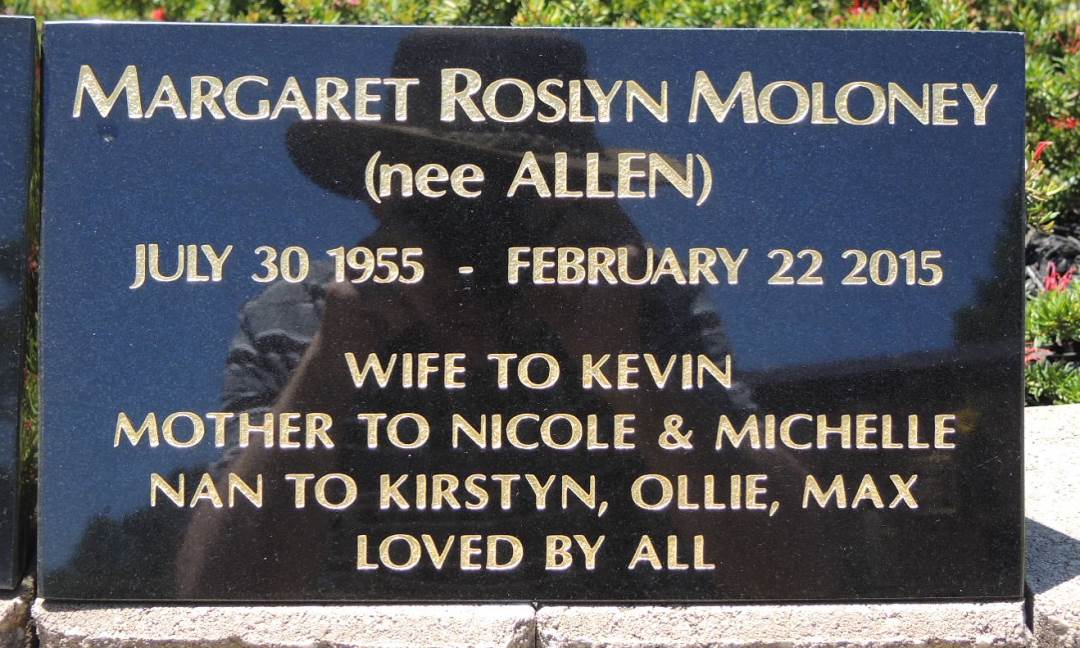 MARGARET ROSLYN MOLONEY
(nee ALLEN)
JULY 30 1955 - FEBRUARY 22 2015
WIFE TO KEVIN
MOTHER TO NICOLE & MICHELLE
NAN TO KIRSTYN, OLLIE, MAX
LOVED BY ALL